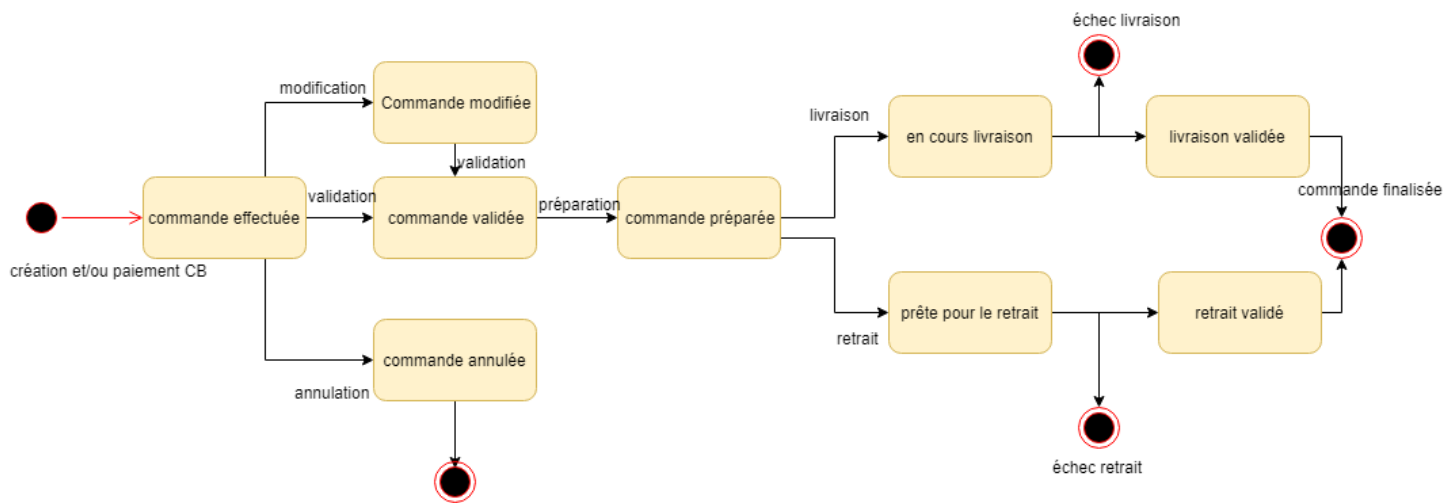 échec livraison
modification
Commande modifiée
livraison
en cours livraison
livraison validée
validation
commande finalisée
commande effectuée
validation
commande validée
préparation
commande préparée
création et/ou paiement CB
prête pour le retrait
retrait validé
retrait
commande annulée
annulation
échec retrait